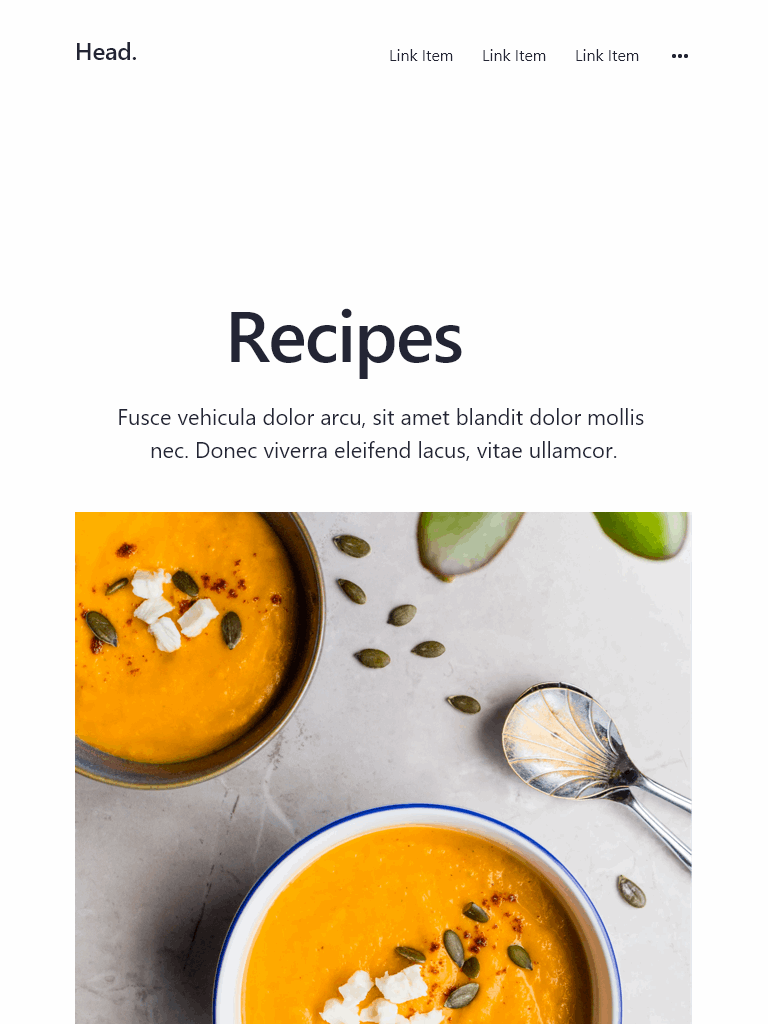 Head.
Link Item Link Item Link Item
Recipes
Fusce vehicula dolor arcu, sit amet blandit dolor mollis
nec. Donec viverra eleifend lacus, vitae ullamcor.